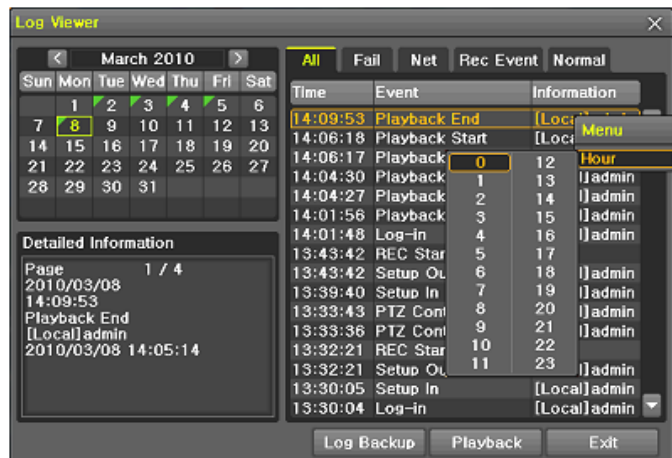 Log Viewer
March 2010
Sun Mon Tue Wed Thu Fri Sat
1 2 3 4 5 6
7 8 9 10 11 12 13
14 15 16 17 18 19 20
21 22 23 24 25 26 27
28 29 30 31
Detailed Information
Page 1 / 4
2010/03/08
14:09:53
Playback End
[Local]admin
2010/03/08 14:05:14
All Fail Net Rec Event Normal
Time Event Information
14:09:53 Playback End [Loca
14:06:18 Playback Start [Loca
14:06:17 Playback
14:04:30 Playback l]admin
14:04:27 Playback l]admin
14:01:56 Playback l]admin
14:01:48 Log-in l]admin
13:43:42 REC Star
13:43:42 Setup Ou l]admin
13:39:40 Setup In l]admin
13:33:43 PTZ Cont l]admin
13:33:36 PTZ Cont l]admin
13:32:21 REC Star
13:32:21 Setup Ou l]admin
13:30:05 Setup In [Local]admin
13:30:04 Log-in [Local]admin
Menu
Hour
0 12
1 13
2 14
3 15
4 16
5 17
6 18
7 19
8 20
9 21
10 22
11 23
Log Backup Playback Exit